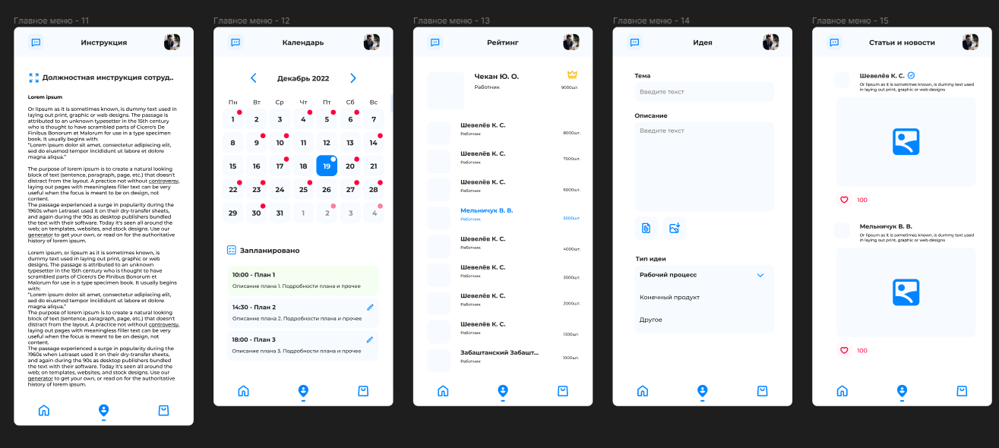 Главное меню - 11
Инструкция
Должностная инструкция сотруд..
Lorem ipsum
Or lipsum as it is sometimes known, is dummy text used in
laying out print, graphic or web designs. The passage is
attributed to an unknown typesetter in the 15th century
who is thought to have scrambled parts of Cicero's De
Finibus Bonorum et Malorum for use in a type specimen
book. It usually begins with:
“Lorem ipsum dolor sit amet, consectetur adipiscing elit,
sed do eiusmod tempor incididunt ut labore et dolore
magna aliqua.”
The purpose of lorem ipsum is to create a natural looking
block of text (sentence, paragraph, page, etc.) that doesn't
distract from the layout. A practice not without controversy,
laying out pages with meaningless filler text can be very
useful when the focus is meant to be on design, not
content.
The passage experienced a surge in popularity during the
1960s when Letraset used it on their dry-transfer sheets,
and again during the 90s as desktop publishers bundled
the text with their software. Today it's seen all around the
web; on templates, websites, and stock designs. Use our
generator to get your own, or read on for the authoritative
history of lorem ipsum.
Lorem ipsum, or lipsum as it is sometimes known, is
dummy text used in laying out print, graphic or web
designs. The passage is attributed to an unknown
typesetter in the 15th century who is thought to have
scrambled parts of Cicero's De Finibus Bonorum et
Malorum for use in a type specimen book. It usually begins
with:
“Lorem ipsum dolor sit amet, consectetur adipiscing elit,
sed do eiusmod tempor incididunt ut labore et dolore
magna aliqua.”
The purpose of lorem ipsum is to create a natural looking
block of text (sentence, paragraph, page, etc.) that doesn't
distract from the layout. A practice not without controversy,
laying out pages with meaningless filler text can be very
useful when the focus is meant to be on design, not
content.
The passage experienced a surge in popularity during the
1960s when Letraset used it on their dry-transfer sheets,
and again during the 90s as desktop publishers bundled
the text with their software. Today it's seen all around the
web; on templates, websites, and stock designs. Use our
generator to get your own, or read on for the authoritative
history of lorem ipsum.
Главное меню - 12
Календарь
Декабрь 2022
Пн Вт Ср Чт Пт Сб Вс
1 2 3 4 5 6 7
8 9 10 11 12 13 14
15 16 17 18 19 20 21
22 23 24 25 26 27 28
29 30 31 1 2 3 4
Запланировано
10:00 - План 1
Описание плана 1. Подробности плана и прочее
14:30 - План 2
Описание плана 2. Подробности плана и прочее
18:00 - План 3
Описание плана 3. Подробности плана и прочее
Главное меню - 13
Рейтинг
Чекан Ю. О.
Работник 9000шт.
Шевелёв К. С.
Работник 8000шт.
Шевелёв К. С.
Работник 7000шт.
Шевелёв К. С.
Работник 6000шт.
Мельничук В. В.
Работник 5000шт.
Шевелёв К. С.
Работник 4000шт.
Шевелёв К. С.
Работник 3000шт.
Шевелёв К. С.
Работник 2000шт.
Шевелёв К. С.
Работник 1300шт.
Забаштанский Забашт...
Работник 1000шт.
Главное меню - 14
Идея
Тема
Введите текст
Описание
Введите текст
Тип идеи
Рабочий процесс
Конечный продукт
Другое
Главное меню - 15
Статьи и новости
Шевелёв К. С.
Or lipsum as it is sometimes known, is dummy text used
in laying out print, graphic or web designs
100
Мельничук В. В.
Or lipsum as it is sometimes known, is dummy text used
in laying out print, graphic or web designs
100